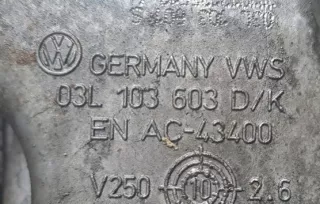 GERMANY VWS
03L 103 603 D/K
EN AC-43400
V250 10 2.6